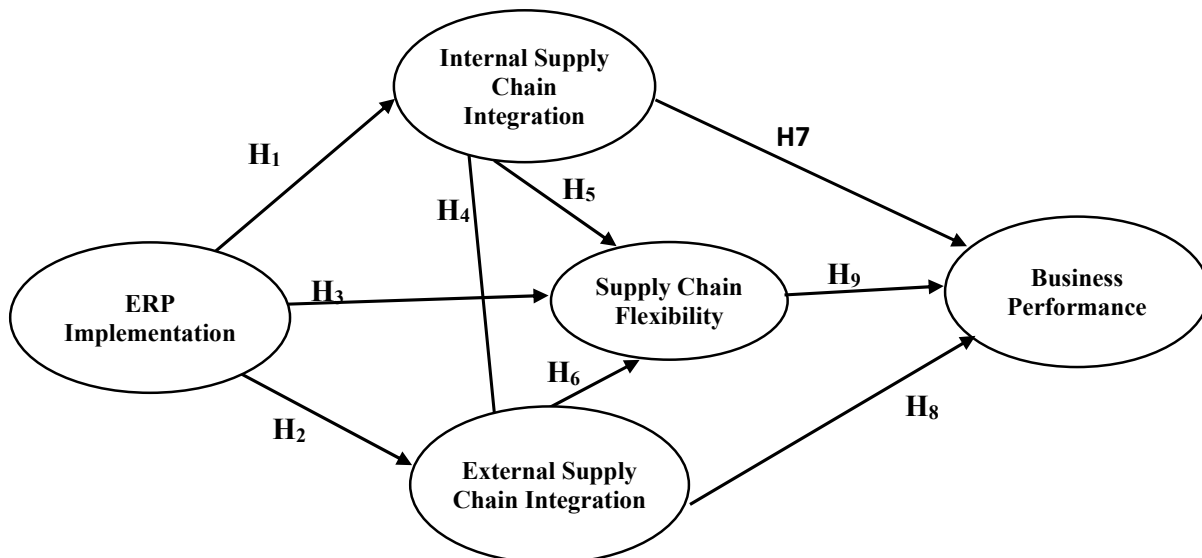 Internal Supply
Chain
Integration
H7
H₁
H₅
H₄
ERP
Implementation
H₃
Supply Chain
Flexibility
H₉
Business
Performance
H₆
H₂
H₈
External Supply
Chain Integration